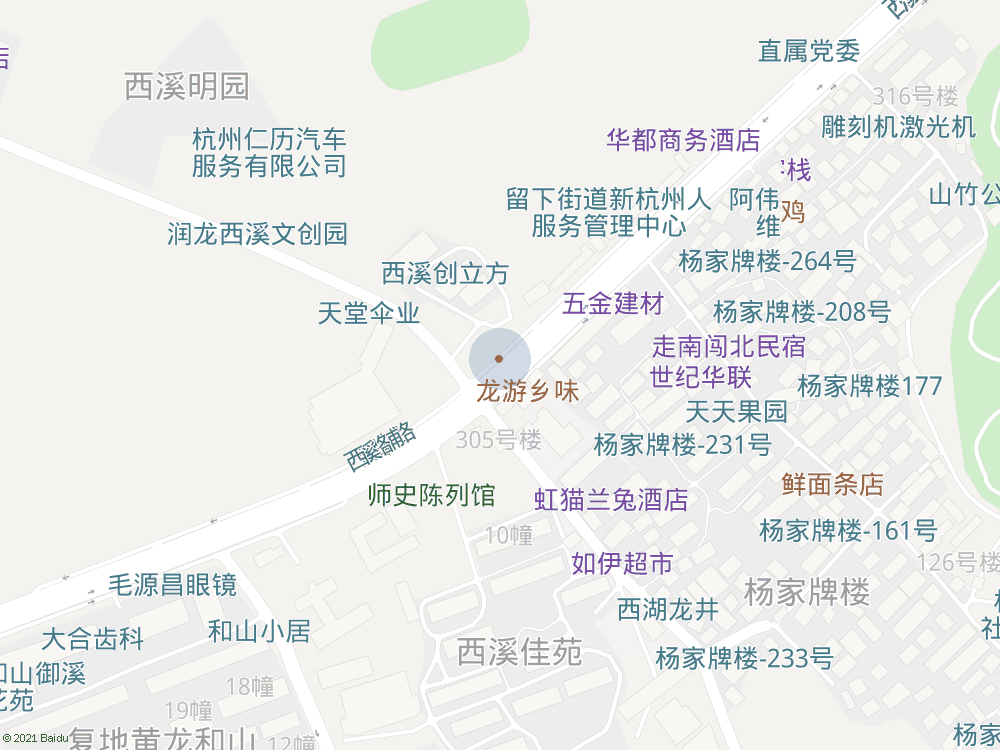 直属党委
西溪明园
316号楼
杭州仁历汽车
服务有限公司
华都商务酒店
雕刻机激光机
栈
留下街道新杭州人
服务管理中心
阿伟
维
鸡
山竹公
润龙西溪文创园
西溪创立方
杨家牌楼-264号
天堂伞业
五金建材
杨家牌楼-208号
走南闯北民宿
世纪华联
杨家牌楼177
龙游乡味
天天果园
西溪路
305号楼
杨家牌楼-231号
师史陈列馆
虹猫兰兔酒店
鲜面条店
10幢
杨家牌楼-161号
如伊超市
126号楼
毛源昌眼镜
杨家牌楼
西湖龙井
大合齿科
和山小居
社
西溪佳苑
杨家牌楼-233号
山御溪
花苑
18幢
19幢
复地黄龙和山
12幢
杨家
© 2021 Baidu